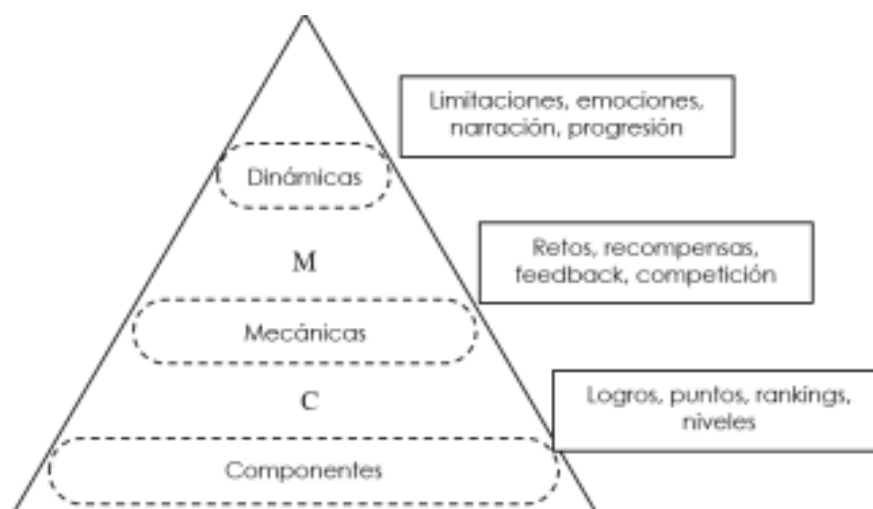 Limitaciones, emociones,
narración, progresión
Dinámicas
M
Retos, recompensas,
feedback, competición
Mecánicas
C
Logros, puntos, rankings,
niveles
Componentes